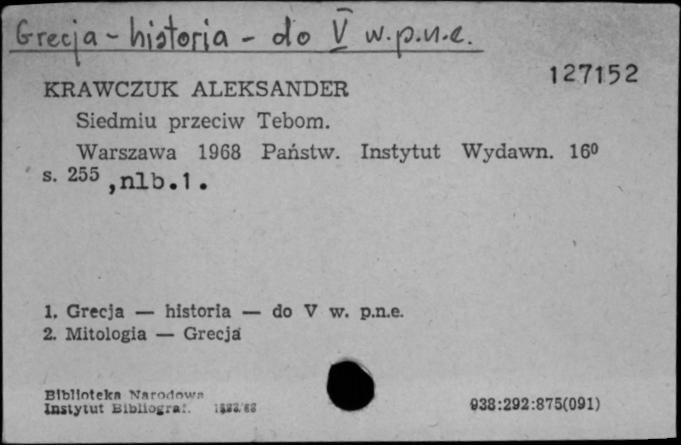 Grecja - historia - do V w. p.n.e.
127152
KRAWCZUK ALEKSANDER
Siedmiu przeciw Tebom.
Warszawa 1968 Państw. Instytut Wydawn. 16⁰
s. 255 ,nlb.1.
1. Grecja — historia — do V w. p.n.e.
2. Mitologia — Grecja
Biblioteka Narodowa
Instytut Bibliograf.
938:292:875(091)